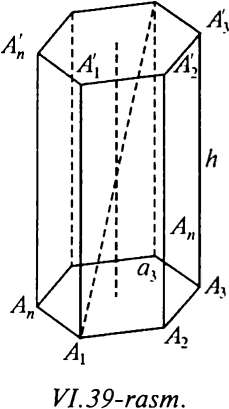 A'₃
A'ₙ
A'₁ A'₂
h
Aₙ
a₃
Aₙ A₃
A₂
A₁
VI.39-rasm.